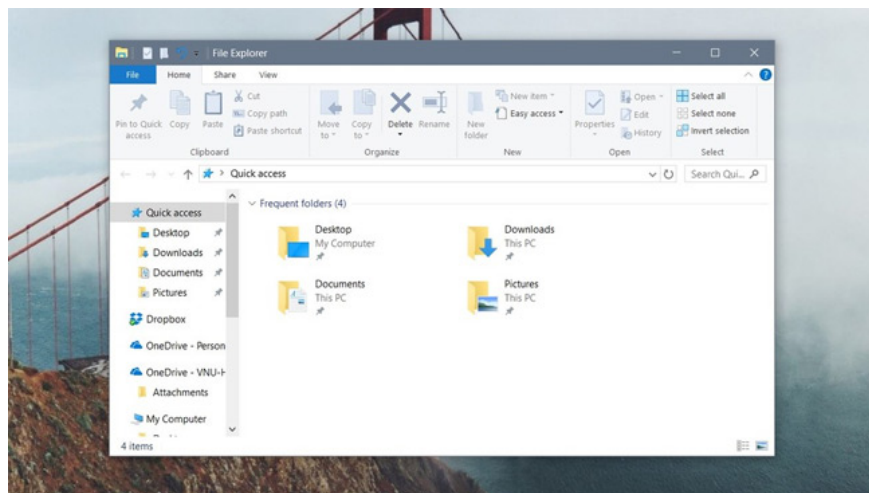 File Explorer
File Home Share View
Pin to Quick access
Copy
Paste
Cut
Copy path
Paste shortcut
Clipboard
Move to
Copy to
Delete
Rename
Organize
New folder
New item
Easy access
New
Properties
Open
Edit
History
Open
Select all
Select none
Invert selection
Select
Quick access
Search Qui...
Quick access
Desktop
Downloads
Documents
Pictures
Dropbox
OneDrive - Person
OneDrive - VNU-H
Attachments
My Computer
Frequent folders (4)
Desktop
My Computer
Downloads
This PC
Documents
This PC
Pictures
This PC
4 items